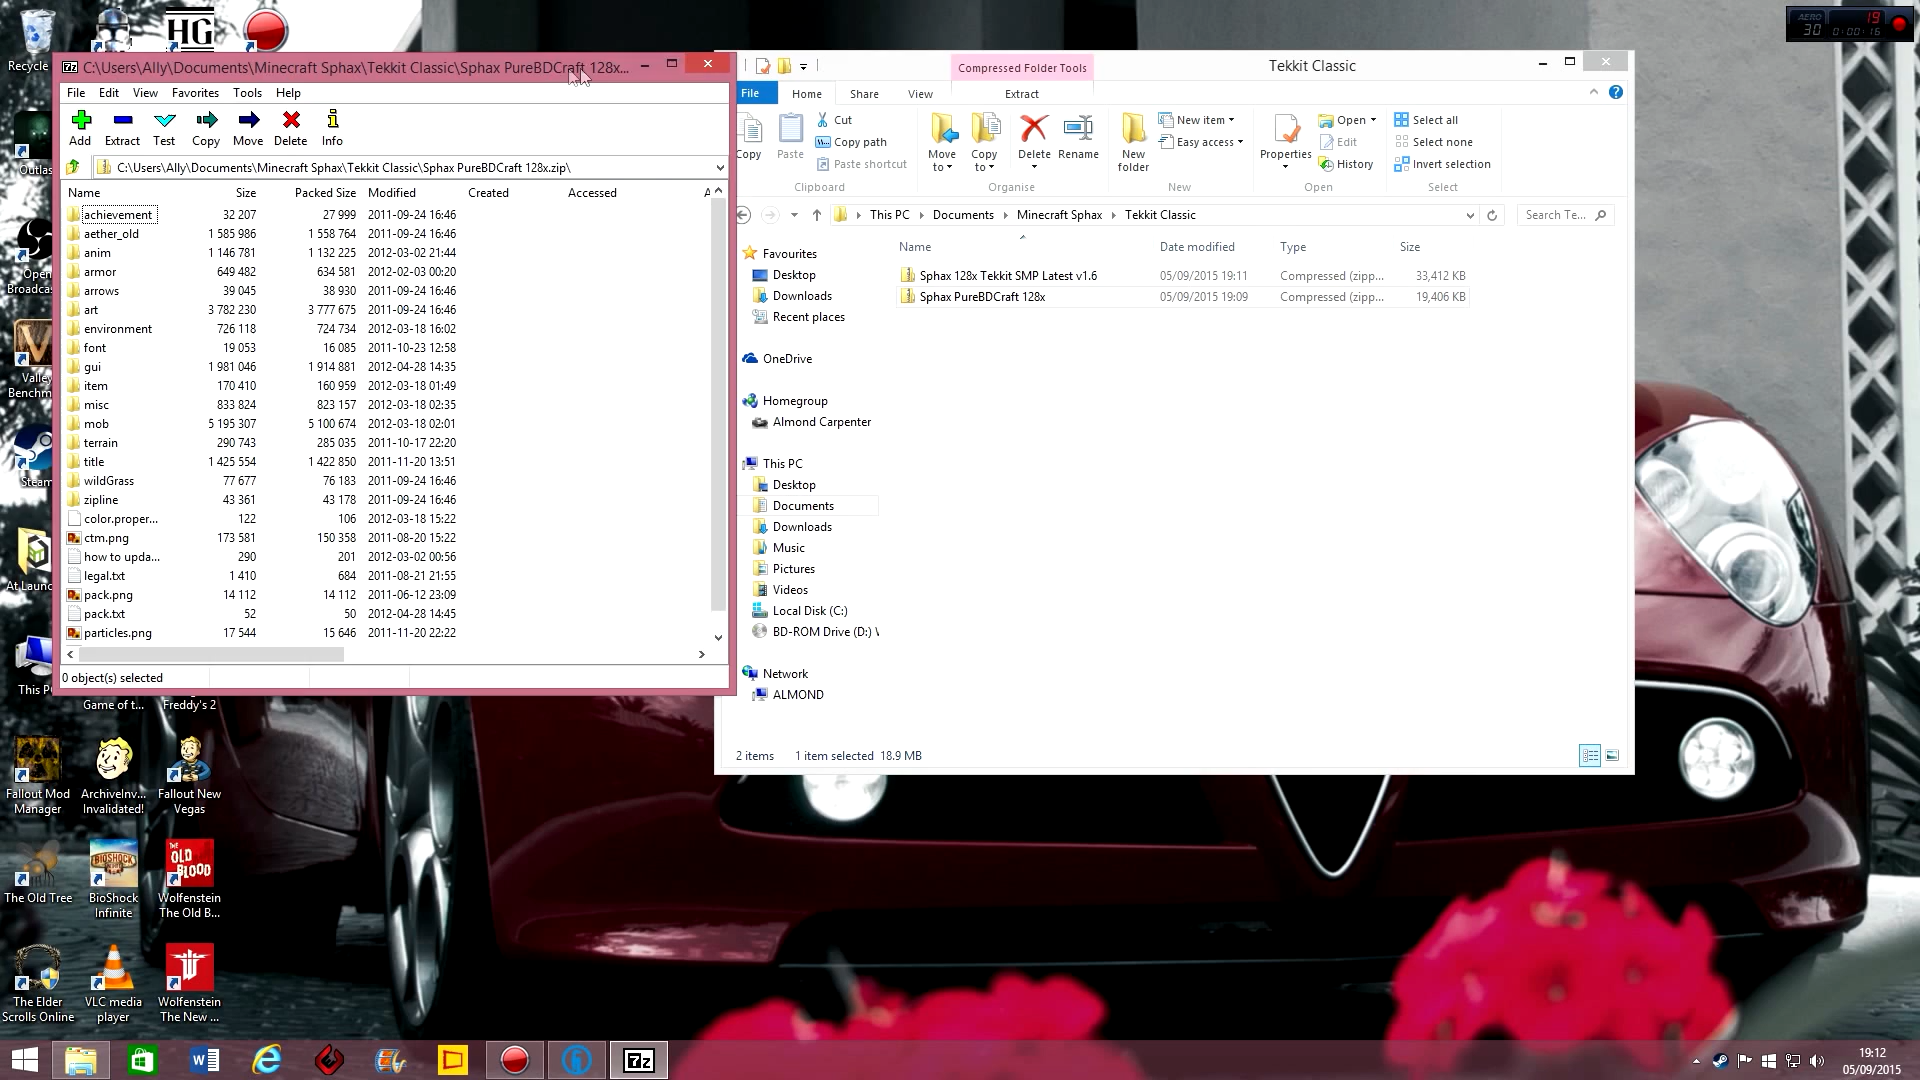 Recycle
HG
AERO
30
19
0:00:16
C:\Users\Ally\Documents\Minecraft Sphax\Tekkit Classic\Sphax PureBDCraft 128x...
File Edit View Favorites Tools Help
Add Extract Test Copy Move Delete Info
C:\Users\Ally\Documents\Minecraft Sphax\Tekkit Classic\Sphax PureBDCraft 128x.zip\
Name Size Packed Size Modified Created Accessed A
achievement 32 207 27 999 2011-09-24 16:46
aether_old 1 585 986 1 558 764 2011-09-24 16:46
anim 1 146 781 1 132 225 2012-03-02 21:44
armor 649 482 634 581 2012-02-03 00:20
arrows 39 045 38 930 2011-09-24 16:46
art 3 782 230 3 777 675 2011-09-24 16:46
environment 726 118 724 734 2012-03-18 16:02
font 19 053 16 085 2011-10-23 12:58
gui 1 981 046 1 914 881 2012-04-28 14:35
item 170 410 160 959 2012-03-18 01:49
misc 833 824 823 157 2012-03-18 02:35
mob 5 195 307 5 100 674 2012-03-18 02:01
terrain 290 743 285 035 2011-10-17 22:20
title 1 425 554 1 422 850 2011-11-20 13:51
wildGrass 77 677 76 183 2011-09-24 16:46
zipline 43 361 43 178 2011-09-24 16:46
color.proper... 122 106 2012-03-18 15:22
ctm.png 173 581 150 358 2011-08-20 15:22
how to upda... 290 201 2012-03-02 00:56
legal.txt 1 410 684 2011-08-21 21:55
pack.png 14 112 14 112 2011-06-12 23:09
pack.txt 52 50 2012-04-28 14:45
particles.png 17 544 15 646 2011-11-20 22:22
0 object(s) selected
Compressed Folder Tools
Tekkit Classic
File Home Share View Extract
Copy
Paste
Cut
Copy path
Paste shortcut
Clipboard
Move to
Copy to
Delete
Rename
Organise
New folder
New item
Easy access
New
Properties
Open
Edit
History
Open
Select all
Select none
Invert selection
Select
This PC Documents Minecraft Sphax Tekkit Classic
Search Te...
Name Date modified Type Size
Sphax 128x Tekkit SMP Latest v1.6 05/09/2015 19:11 Compressed (zipp... 33,412 KB
Sphax PureBDCraft 128x 05/09/2015 19:09 Compressed (zipp... 19,406 KB
Favourites
Desktop
Downloads
Recent places
OneDrive
Homegroup
Almond Carpenter
This PC
Desktop
Documents
Downloads
Music
Pictures
Videos
Local Disk (C:)
BD-ROM Drive (D:)
Network
ALMOND
2 items 1 item selected 18.9 MB
Outlas
Open
Broadcas
Valley
Benchm
Steam
At Launc
This PC
Game of t...
Freddy's 2
Fallout Mod
Manager
ArchiveInv...
Invalidated!
Fallout New
Vegas
BIOSHOCK
INFINITE
THE
OLD
BLOOD
The Old Tree
BioShock
Infinite
Wolfenstein
The Old B...
The Elder
Scrolls Online
VLC media
player
Wolfenstein
The New ...
7z
19:12
05/09/2015